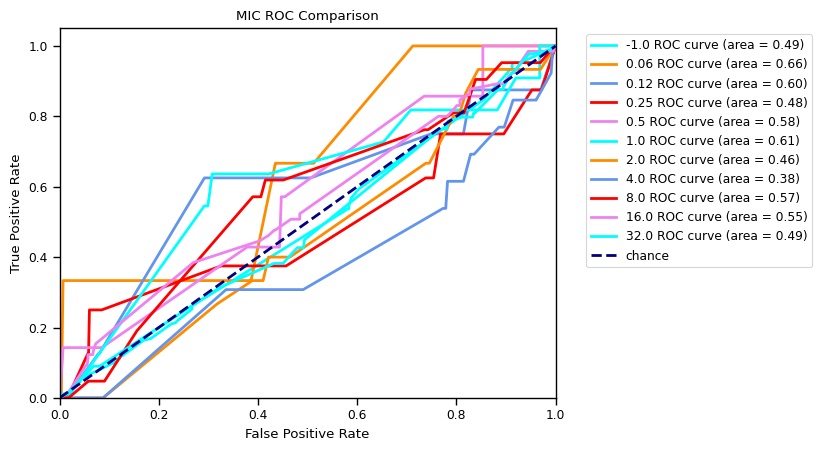 MIC ROC Comparison
True Positive Rate
1.0
0.8
0.6
0.4
0.2
0.0
0.0 0.2 0.4 0.6 0.8 1.0
False Positive Rate
-1.0 ROC curve (area = 0.49)
0.06 ROC curve (area = 0.66)
0.12 ROC curve (area = 0.60)
0.25 ROC curve (area = 0.48)
0.5 ROC curve (area = 0.58)
1.0 ROC curve (area = 0.61)
2.0 ROC curve (area = 0.46)
4.0 ROC curve (area = 0.38)
8.0 ROC curve (area = 0.57)
16.0 ROC curve (area = 0.55)
32.0 ROC curve (area = 0.49)
chance